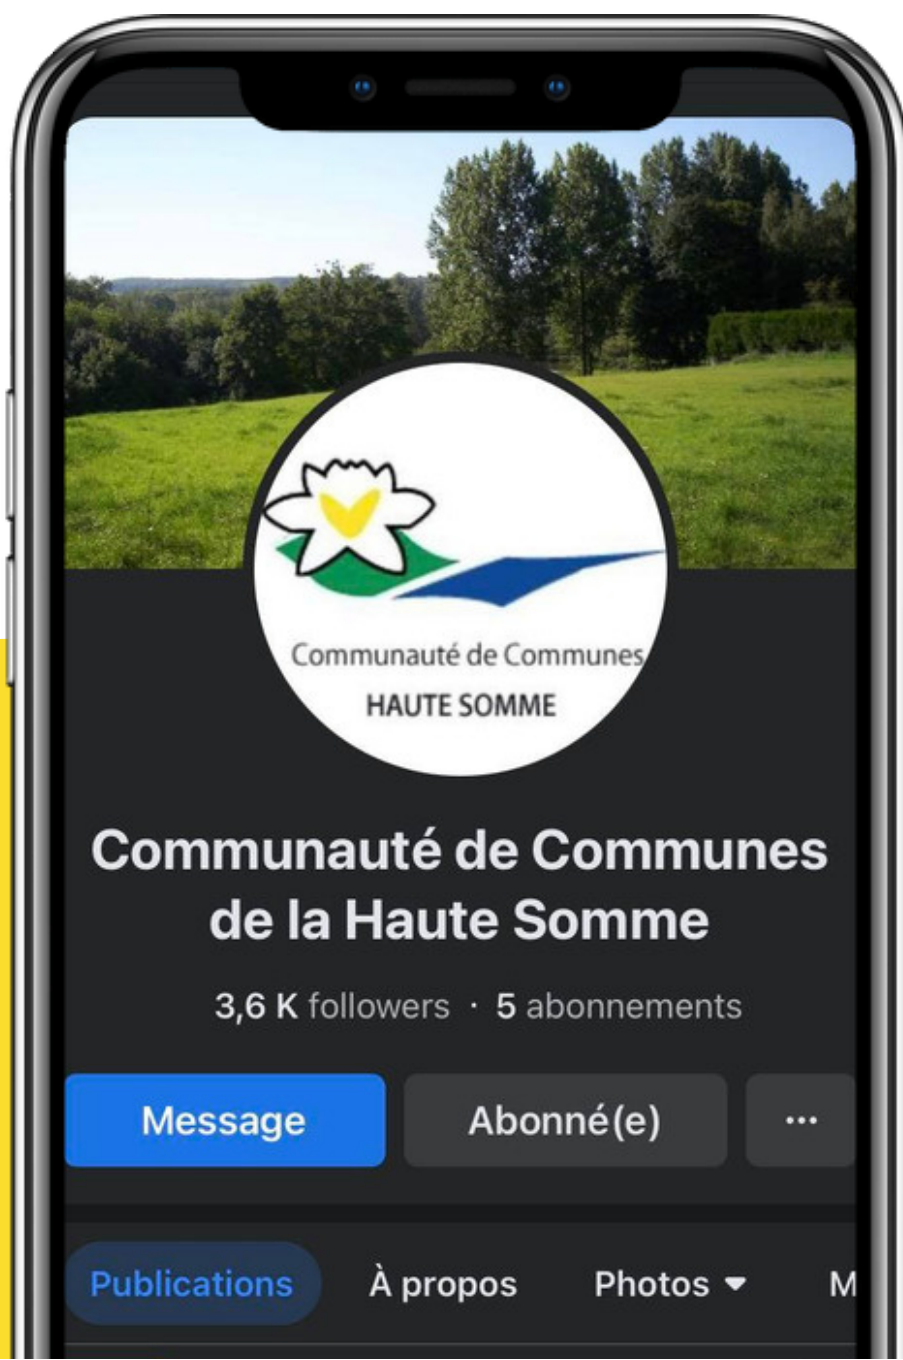 Communauté de Communes
HAUTE SOMME
Communauté de Communes
de la Haute Somme
3,6 K followers · 5 abonnements
Message
Abonné(e)
...
Publications
À propos
Photos
M